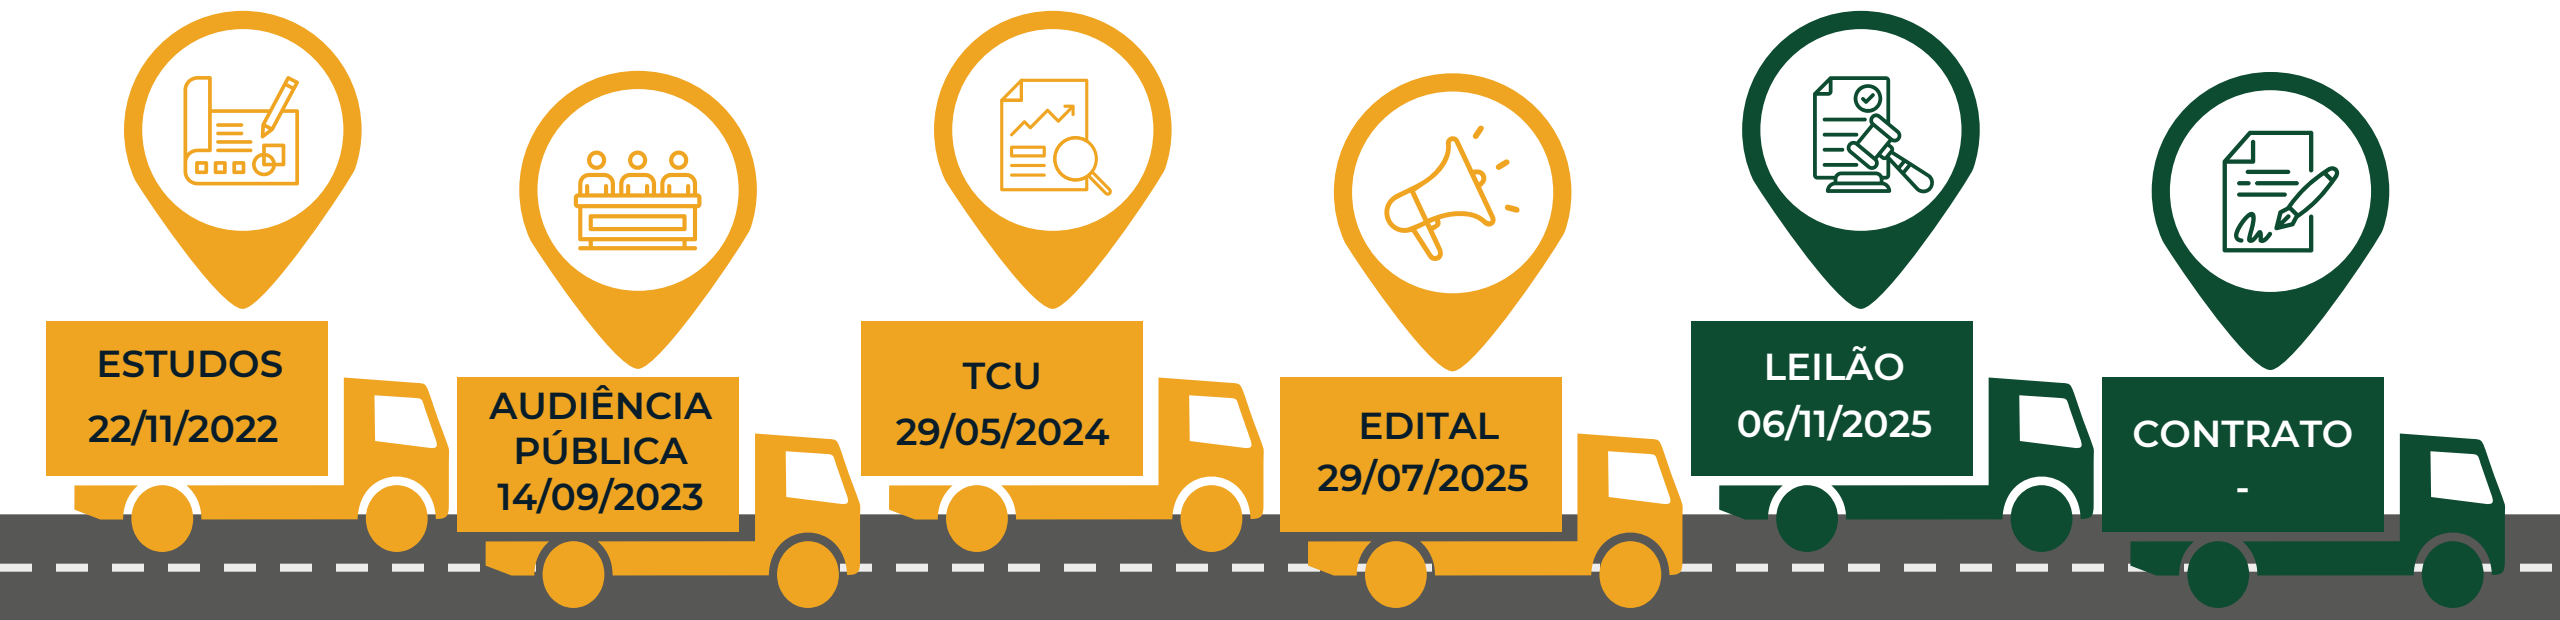 ESTUDOS
22/11/2022
AUDIÊNCIA
PÚBLICA
14/09/2023
TCU
29/05/2024
EDITAL
29/07/2025
LEILÃO
06/11/2025
CONTRATO
-